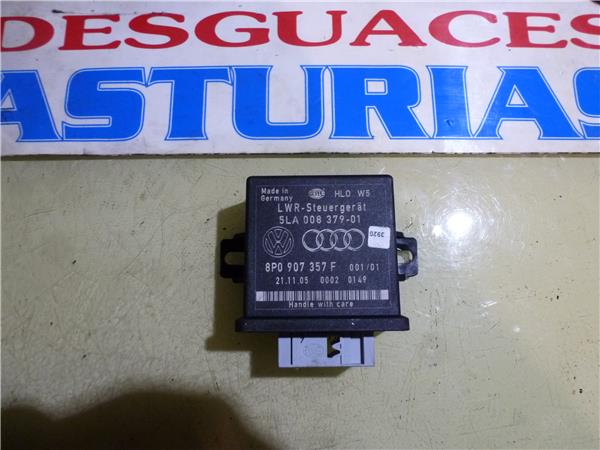 DESGUACES
ASTURIAS
Made in
Germany
HLO W5
LWR-Steuergerät
5LA 008 379-01
3920
8P0 907 357 F 001/01
21.11.05 0002 0149
Handle with care